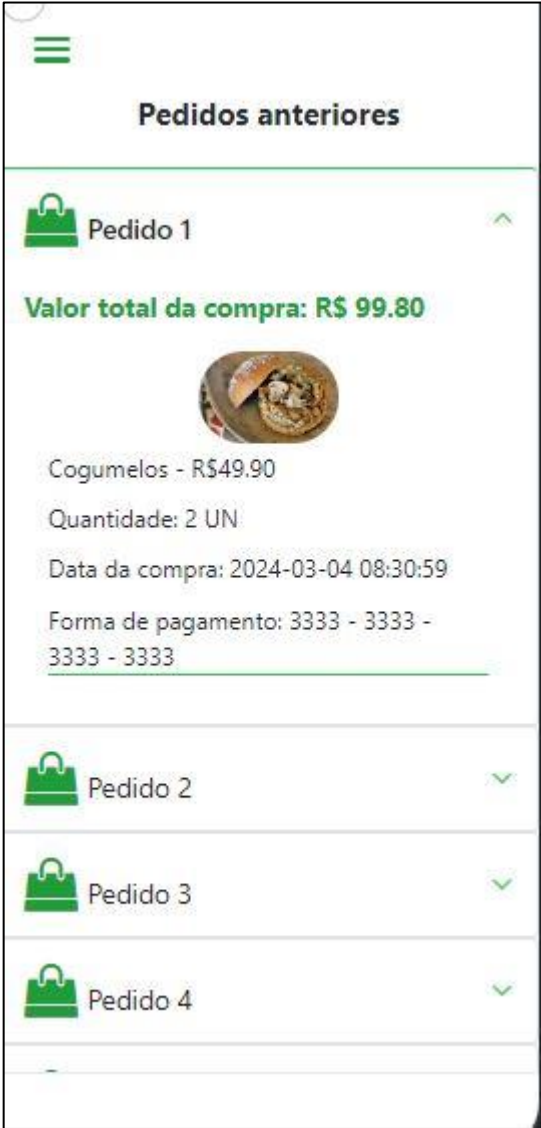 Pedidos anteriores
Pedido 1
Valor total da compra: R$ 99.80
Cogumelos - R$49.90
Quantidade: 2 UN
Data da compra: 2024-03-04 08:30:59
Forma de pagamento: 3333 - 3333 -
3333 - 3333
Pedido 2
Pedido 3
Pedido 4